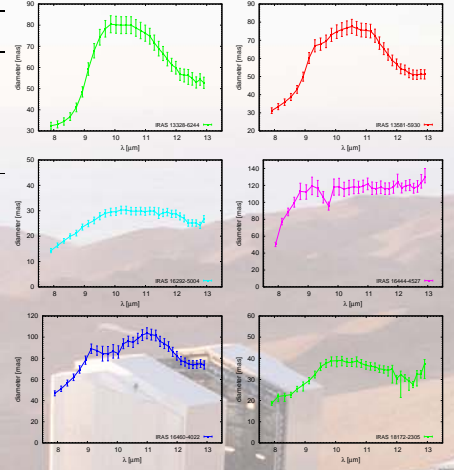 90
80
70
60
50
40
30
diameter [mas]
IRAS 13328-6244
8 9 10 11 12 13
λ [μm]
90
80
70
60
50
40
30
20
diameter [mas]
IRAS 13581-5930
8 9 10 11 12 13
λ [μm]
50
40
30
20
10
0
diameter [mas]
IRAS 16292-5004
8 9 10 11 12 13
λ [μm]
140
120
100
80
60
40
20
0
diameter [mas]
IRAS 16444-4527
8 9 10 11 12 13
λ [μm]
120
100
80
60
40
20
0
diameter [mas]
IRAS 16460-4022
8 9 10 11 12 13
λ [μm]
60
40
20
0
diameter [mas]
IRAS 18172-2305
8 9 10 11 12 13
λ [μm]